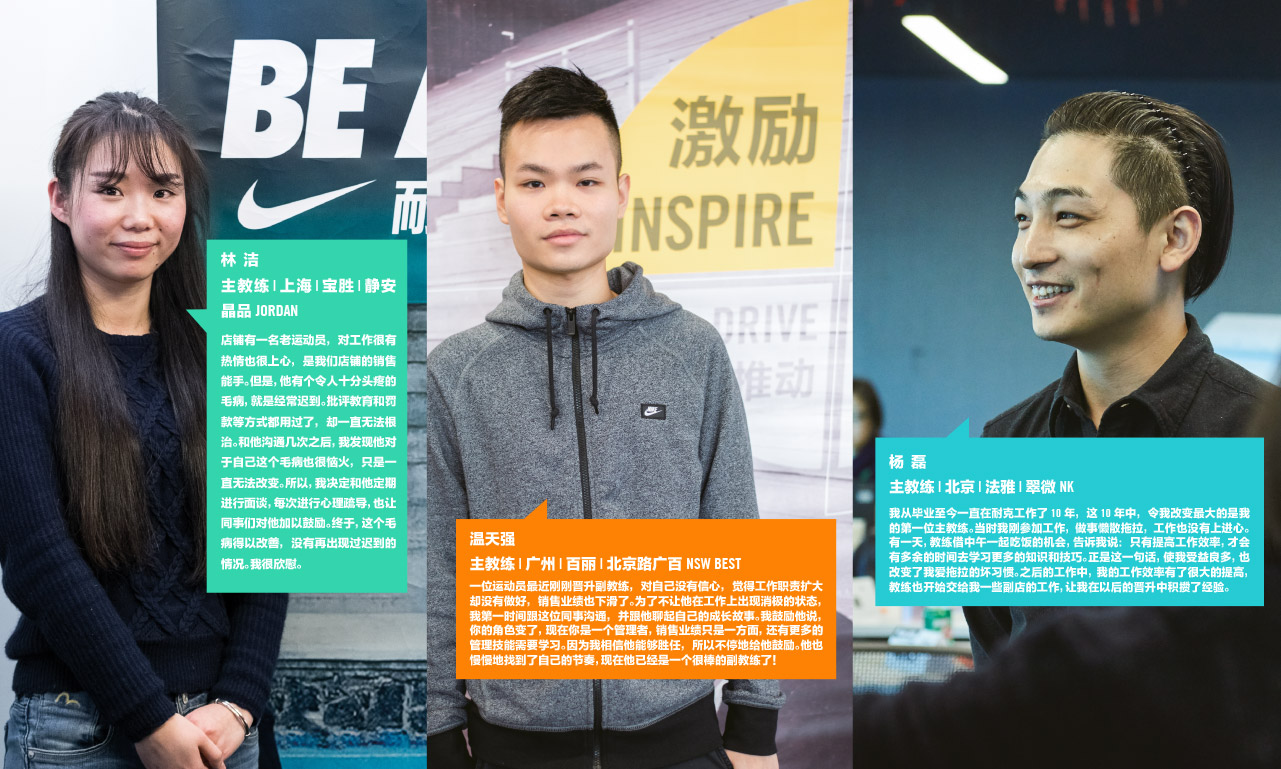 BE A
耐
林 洁
主教练 | 上海 | 宝胜 | 静安
晶品 JORDAN
店铺有一名老运动员，对工作很有
热情也很上心，是我们店铺的销售
能手。但是，他有个令人十分头疼的
毛病，就是经常迟到。批评教育和罚
款等方式都用过了，却一直无法根
治。和他沟通几次之后，我发现他对
于自己这个毛病也很恼火，只是一
直无法改变。所以，我决定和他定期
进行面谈，每次进行心理疏导，也让
同事们对他加以鼓励。终于，这个毛
病得以改善，没有再出现过迟到的
情况。我很欣慰。
激励
INSPIRE
DRIVE
推动
NIKE
温天强
主教练 | 广州 | 百丽 | 北京路广百 NSW BEST
一位运动员最近刚刚晋升副教练，对自己没有信心，觉得工作职责扩大
却没有做好，销售业绩也下滑了。为了不让他在工作上出现消极的状态，
我第一时间跟这位同事沟通，并跟他聊起自己的成长故事。我鼓励他说，
你的角色变了，现在你是一个管理者，销售业绩只是一方面，还有更多的
管理技能需要学习。因为我相信他能够胜任，所以不停地给他鼓励。他也
慢慢地找到了自己的节奏，现在他已经是一个很棒的副教练了！
杨 磊
主教练 | 北京 | 法雅 | 翠微 NK
我从毕业至今一直在耐克工作了 10 年，这 10 年中，令我改变最大的是我
的第一位主教练。当时我刚参加工作，做事懒散拖拉，工作也没有上进心。
有一天，教练借中午一起吃饭的机会，告诉我说：只有提高工作效率，才会
有多余的时间去学习更多的知识和技巧。正是这一句话，使我受益良多，也
改变了我爱拖拉的坏习惯。之后的工作中，我的工作效率有了很大的提高，
教练也开始交给我一些副店的工作，让我在以后的晋升中积攒了经验。